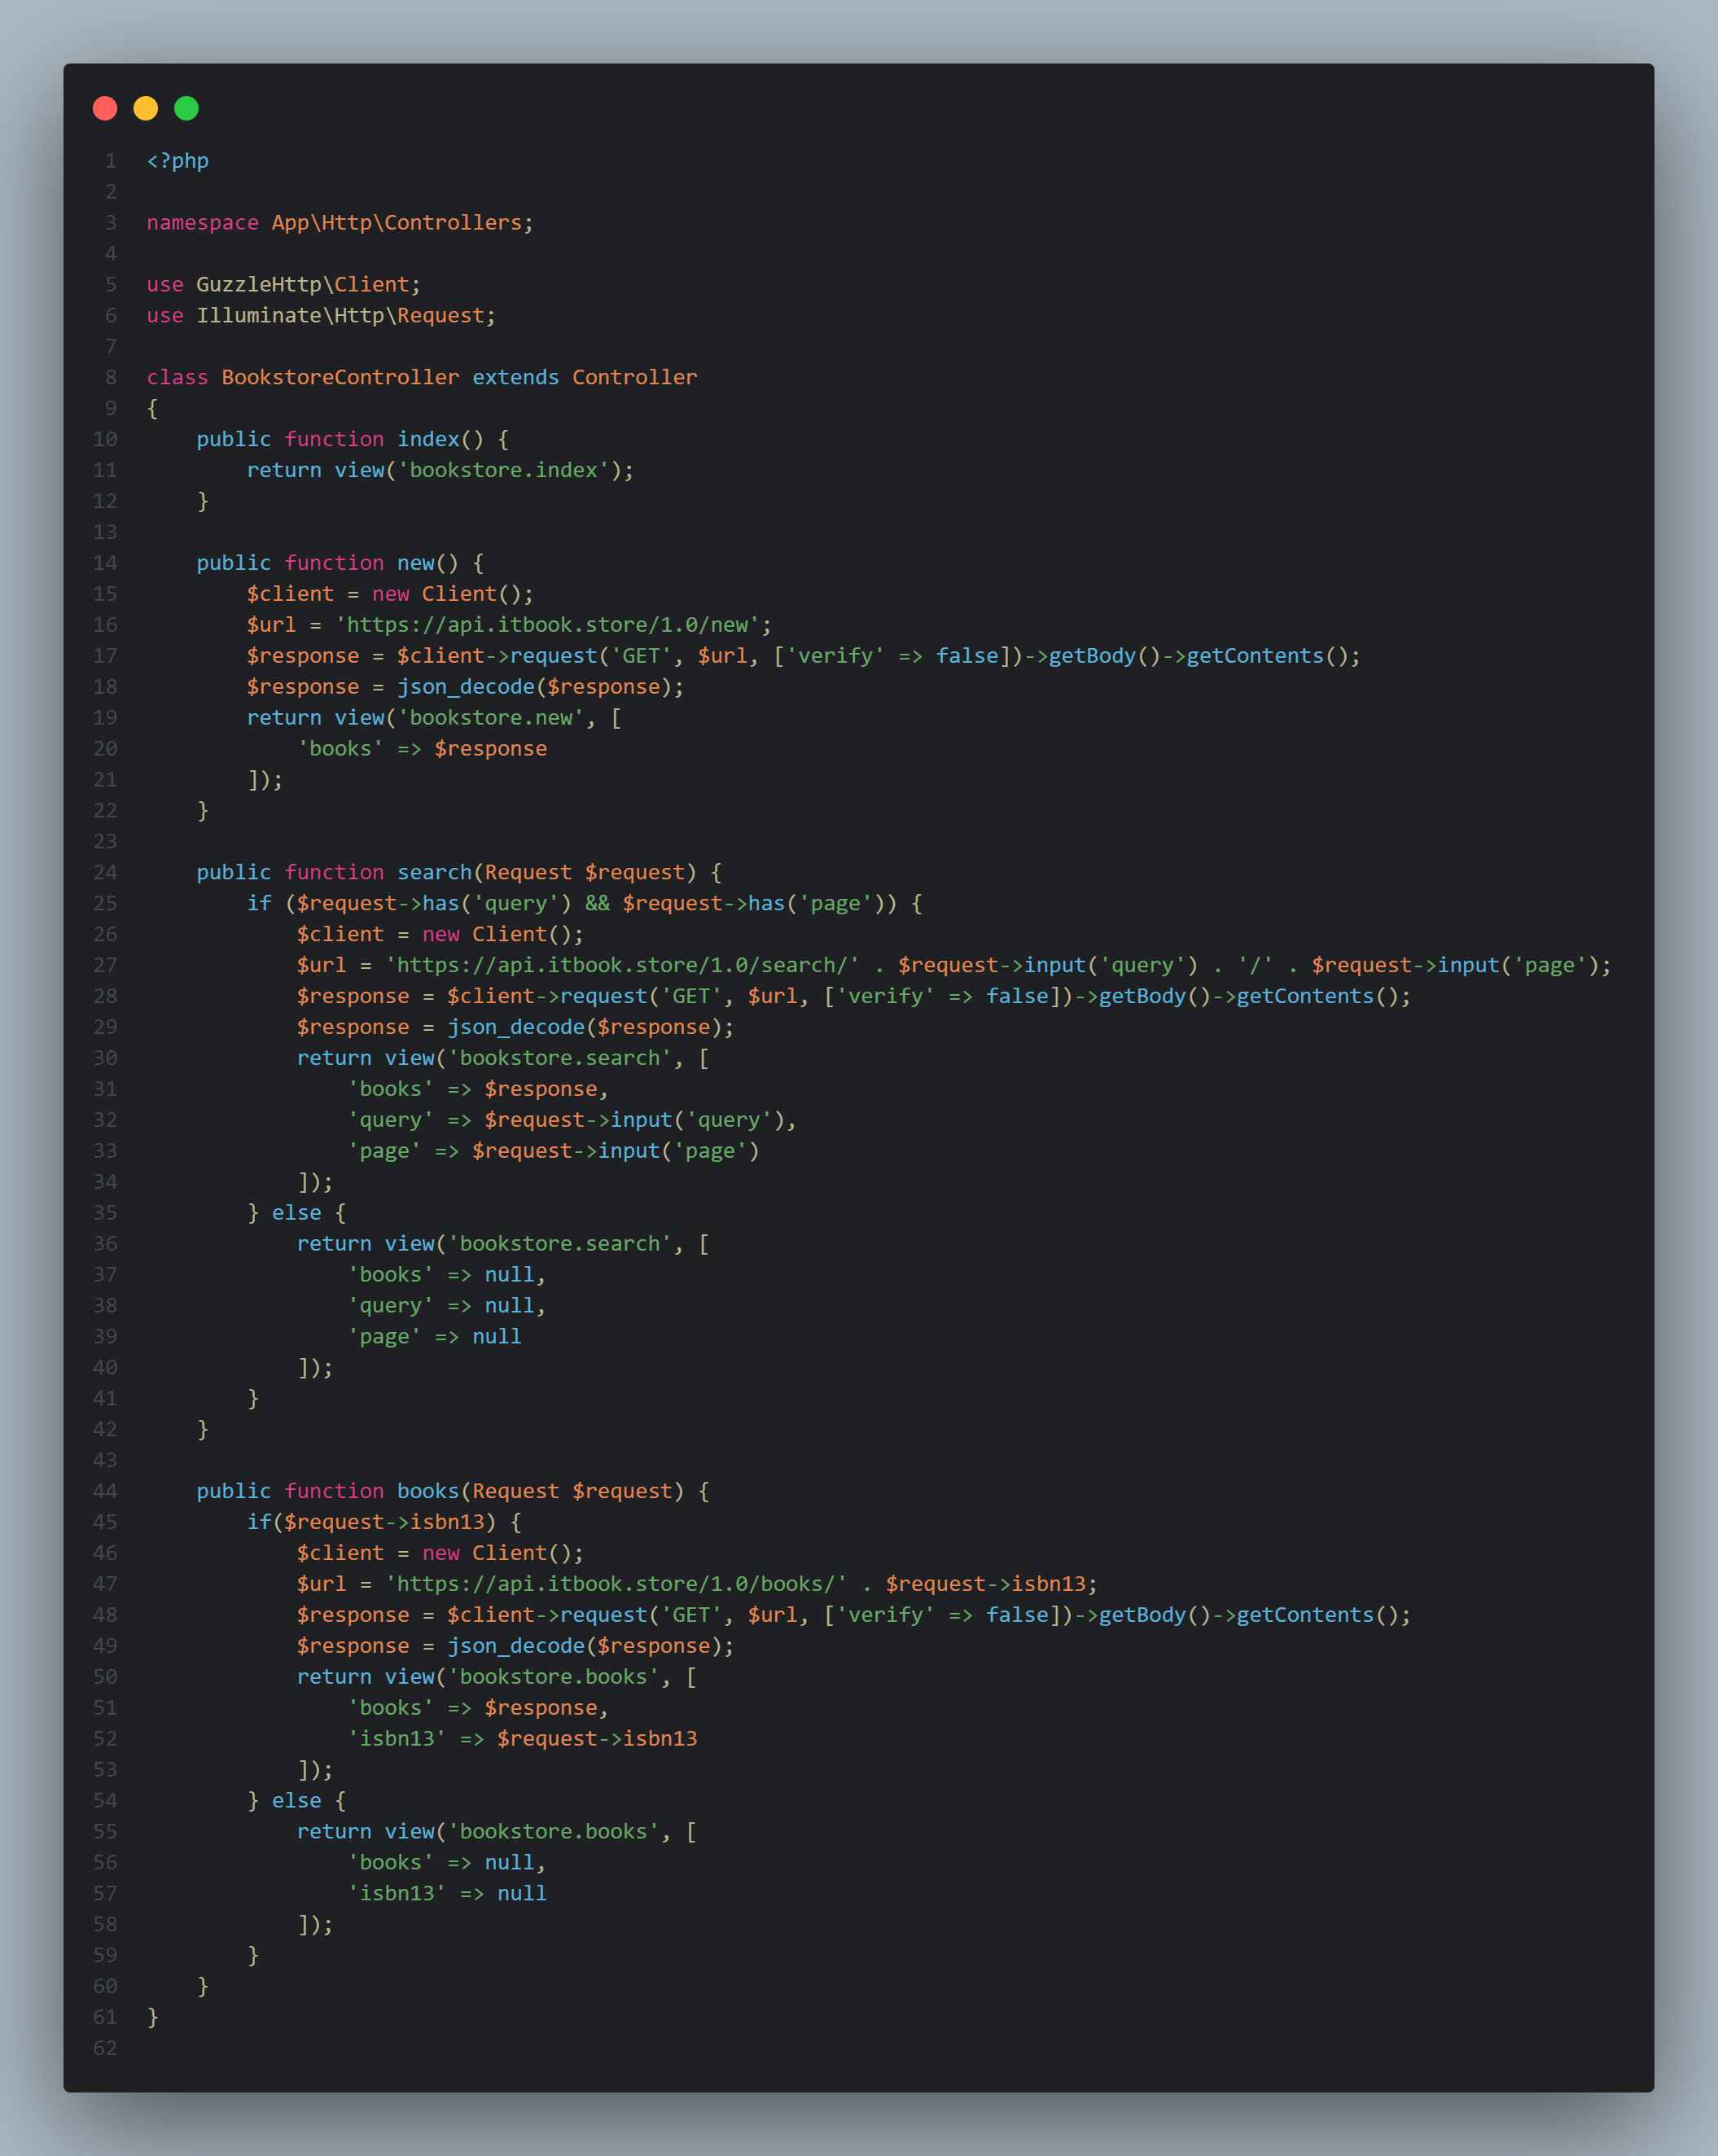 1 <?php
2
3 namespace App\Http\Controllers;
4
5 use GuzzleHttp\Client;
6 use Illuminate\Http\Request;
7
8 class BookstoreController extends Controller
9 {
10     public function index() {
11         return view('bookstore.index');
12     }
13
14     public function new() {
15         $client = new Client();
16         $url = 'https://api.itbook.store/1.0/new';
17         $response = $client->request('GET', $url, ['verify' => false])->getBody()->getContents();
18         $response = json_decode($response);
19         return view('bookstore.new', [
20             'books' => $response
21         ]);
22     }
23
24     public function search(Request $request) {
25         if ($request->has('query') && $request->has('page')) {
26             $client = new Client();
27             $url = 'https://api.itbook.store/1.0/search/' . $request->input('query') . '/' . $request->input('page');
28             $response = $client->request('GET', $url, ['verify' => false])->getBody()->getContents();
29             $response = json_decode($response);
30             return view('bookstore.search', [
31                 'books' => $response,
32                 'query' => $request->input('query'),
33                 'page' => $request->input('page')
34             ]);
35         } else {
36             return view('bookstore.search', [
37                 'books' => null,
38                 'query' => null,
39                 'page' => null
40             ]);
41         }
42     }
43
44     public function books(Request $request) {
45         if($request->isbn13) {
46             $client = new Client();
47             $url = 'https://api.itbook.store/1.0/books/' . $request->isbn13;
48             $response = $client->request('GET', $url, ['verify' => false])->getBody()->getContents();
49             $response = json_decode($response);
50             return view('bookstore.books', [
51                 'books' => $response,
52                 'isbn13' => $request->isbn13
53             ]);
54         } else {
55             return view('bookstore.books', [
56                 'books' => null,
57                 'isbn13' => null
58             ]);
59         }
60     }
61 }
62